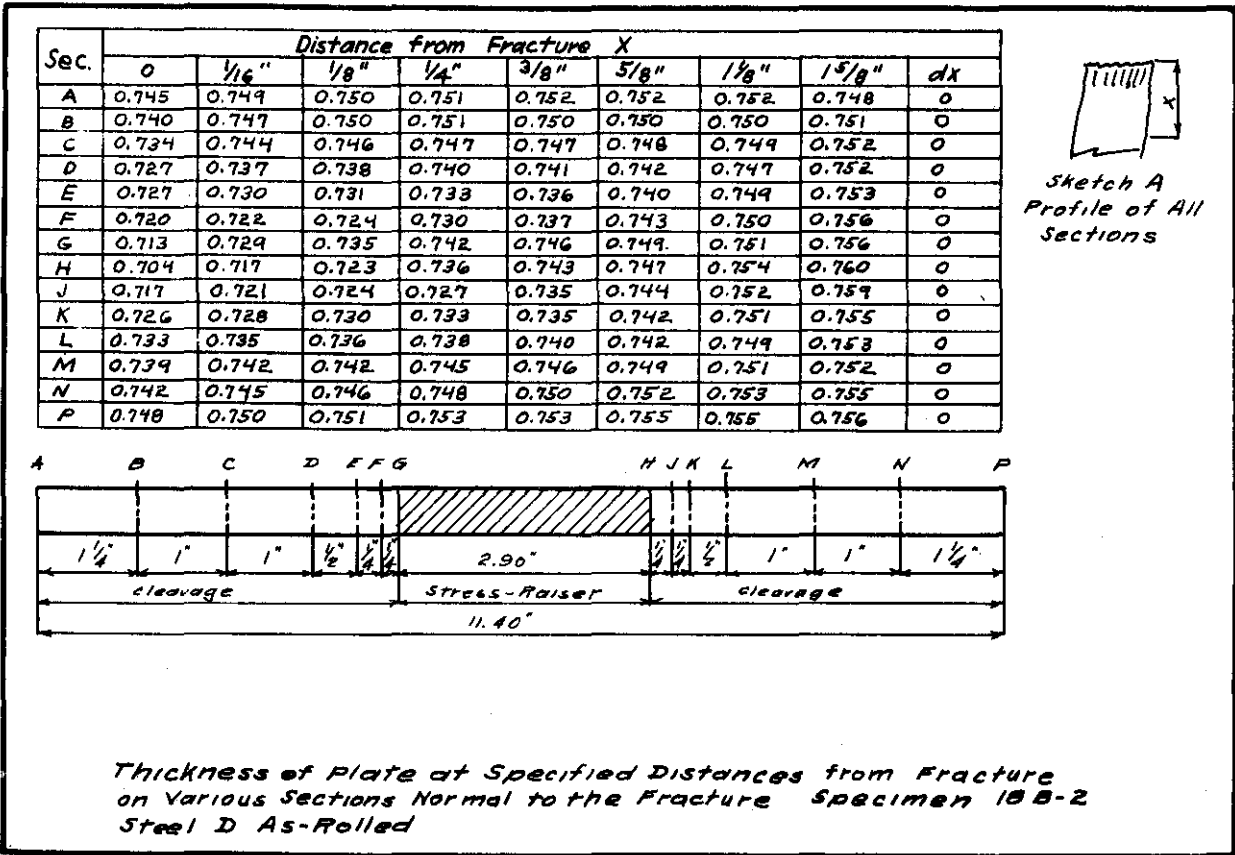 Sec. Distance from Fracture X
0 1/16" 1/8" 1/4" 3/8" 5/8" 1 1/8" 1 5/8" dx
A 0.745 0.749 0.750 0.751 0.752 0.752 0.752 0.748 0
B 0.740 0.747 0.750 0.751 0.750 0.750 0.750 0.751 0
C 0.734 0.744 0.746 0.747 0.747 0.748 0.749 0.752 0
D 0.727 0.737 0.738 0.740 0.741 0.742 0.747 0.752 0
E 0.727 0.730 0.731 0.733 0.736 0.740 0.749 0.753 0
F 0.720 0.722 0.724 0.730 0.737 0.743 0.750 0.756 0
G 0.713 0.729 0.735 0.742 0.746 0.749. 0.751 0.756 0
H 0.704 0.717 0.723 0.736 0.743 0.747 0.754 0.760 0
J 0.717 0.721 0.724 0.727 0.735 0.744 0.752 0.759 0
K 0.726 0.728 0.730 0.733 0.735 0.742 0.751 0.755 0
L 0.733 0.735 0.736 0.738 0.740 0.742 0.749 0.753 0
M 0.739 0.742 0.742 0.745 0.746 0.749 0.751 0.752 0
N 0.742 0.745 0.746 0.748 0.750 0.752 0.753 0.755 0
P 0.748 0.750 0.751 0.753 0.753 0.755 0.755 0.756 0
x
Sketch A
Profile of All
Sections
A B C D E F G H J K L M N P
1 1/4" 1" 1" 1/2" 1/4" 1/4" 2.90" 1/4" 1/4" 1/2" 1" 1" 1 1/4"
cleavage Stress-Raiser cleavage
11.40"
Thickness of Plate at Specified Distances from Fracture
on Various Sections Normal to the Fracture Specimen 18B-2
Steel D As-Rolled